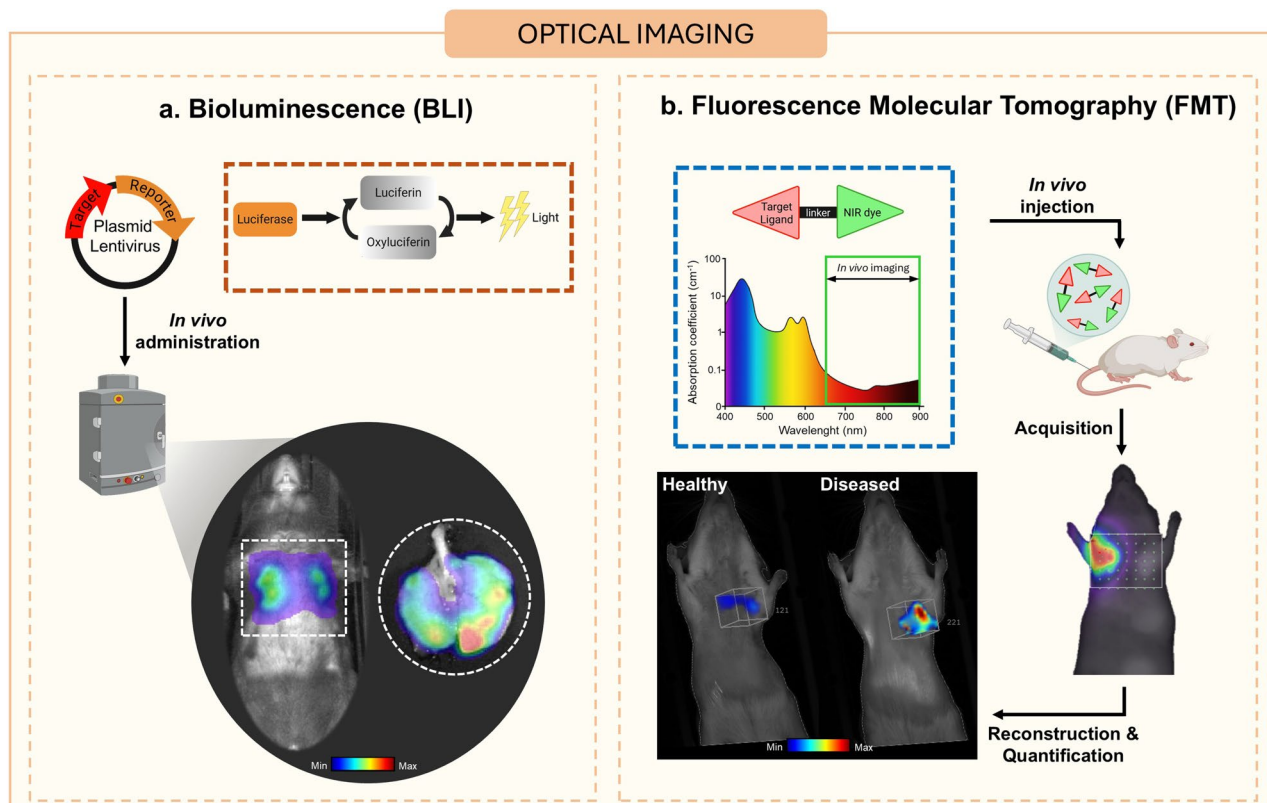 OPTICAL IMAGING
a. Bioluminescence (BLI)
Target
Reporter
Plasmid
Lentivirus
Luciferase
Luciferin
Oxyluciferin
Light
In vivo
administration
Min
Max
b. Fluorescence Molecular Tomography (FMT)
Target
Ligand
linker
NIR dye
In vivo
injection
Absorption coefficient (cm⁻¹)
100
10
1
0.1
0
In vivo imaging
400
500
600
700
800
900
Wavelenght (nm)
Acquisition
Healthy
Diseased
121
221
Min
Max
Reconstruction &
Quantification